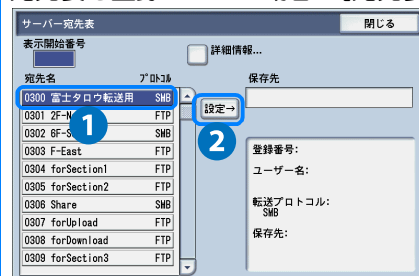 サーバー宛先表
閉じる
表示開始番号
詳細情報...
宛先名
プロトコル
保存先
0300 富士タロウ転送用 SMB
0301 2F-N FTP
0302 6F-S FTP
0303 F-East FTP
0304 forSection1 FTP
0305 forSection2 FTP
0306 Share SMB
0307 forUpload FTP
0308 forDownload FTP
0309 forSection3 FTP
設定→
1
2
登録番号:
ユーザー名:
転送プロトコル:
SMB
保存先: